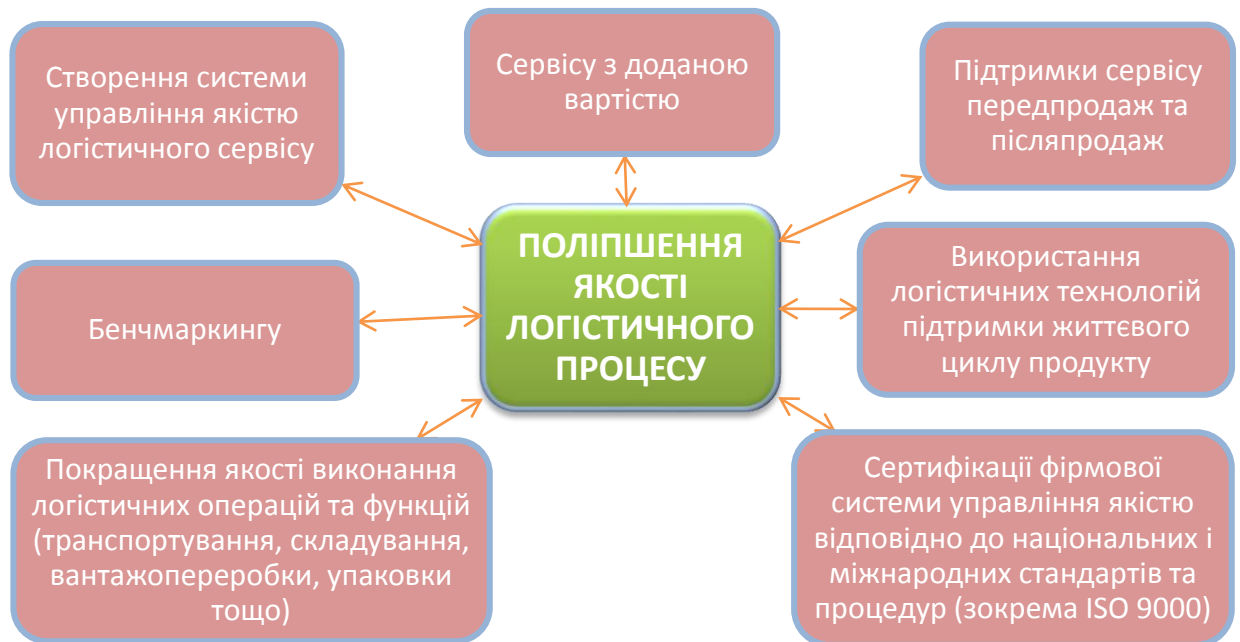 Створення системи
управління якістю
логістичного сервісу
Сервісу з доданою
вартістю
Підтримки сервісу
передпродаж та
післяпродаж
ПОЛІПШЕННЯ
ЯКОСТІ
ЛОГІСТИЧНОГО
ПРОЦЕСУ
Бенчмаркингу
Використання
логістичних технологій
підтримки життєвого
циклу продукту
Покращення якості виконання
логістичних операцій та функцій
(транспортування, складування,
вантажопереробки, упаковки
тощо)
Сертифікації фірмової
системи управління якістю
відповідно до національних і
міжнародних стандартів та
процедур (зокрема ISO 9000)